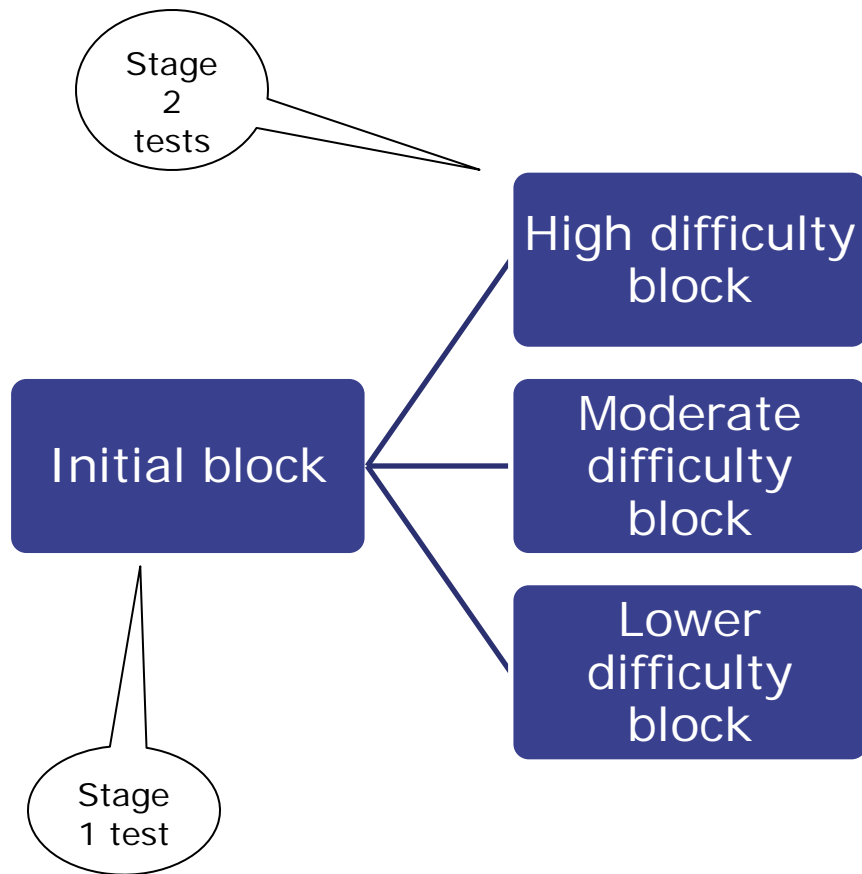 Stage
2
tests
High difficulty
block
Initial block
Moderate
difficulty
block
Lower
difficulty
block
Stage
1 test